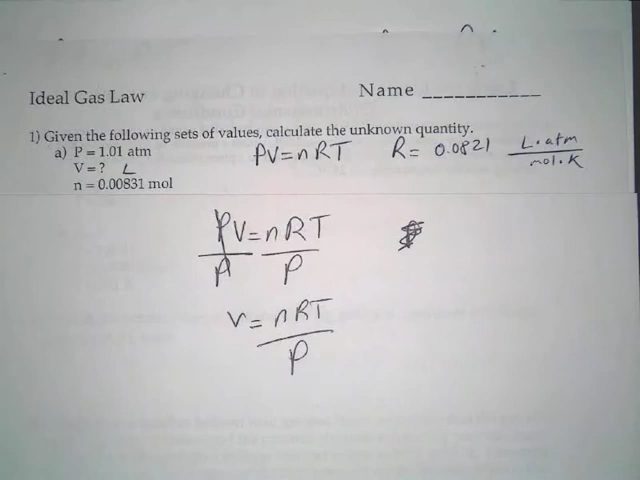 Ideal Gas Law Name ___________
1) Given the following sets of values, calculate the unknown quantity.
a) P = 1.01 atm PV = nRT R = 0.0821 L·atm / mol·K
V = ? L
n = 0.00831 mol
PV = nRT
P P
V = nRT
P